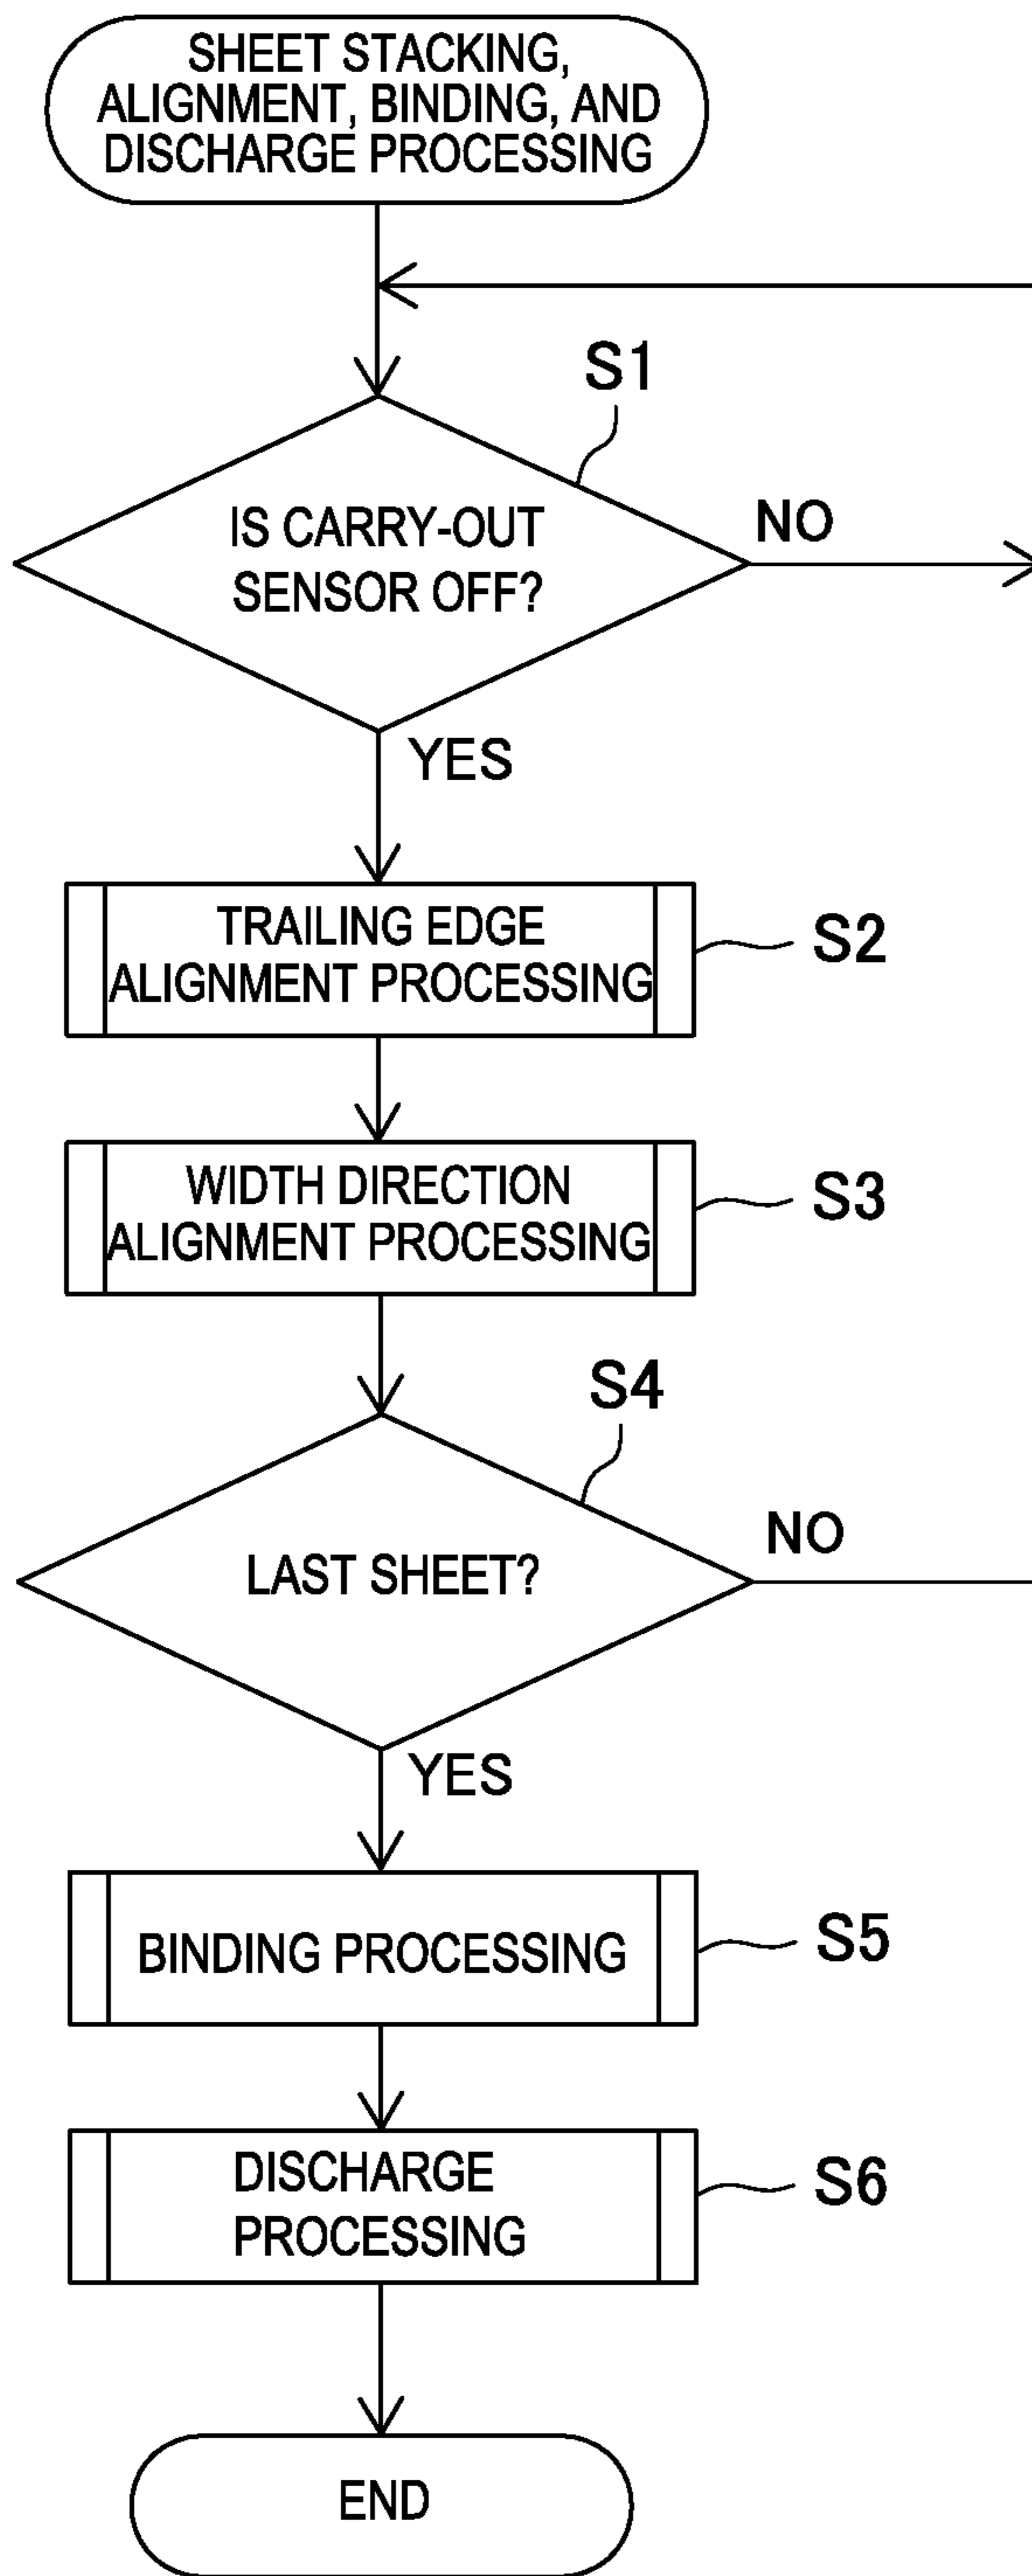 SHEET STACKING,
ALIGNMENT, BINDING, AND
DISCHARGE PROCESSING
S1
IS CARRY-OUT
SENSOR OFF?
NO
YES
TRAILING EDGE
ALIGNMENT PROCESSING
S2
WIDTH DIRECTION
ALIGNMENT PROCESSING
S3
S4
LAST SHEET?
NO
YES
BINDING PROCESSING
S5
DISCHARGE
PROCESSING
S6
END